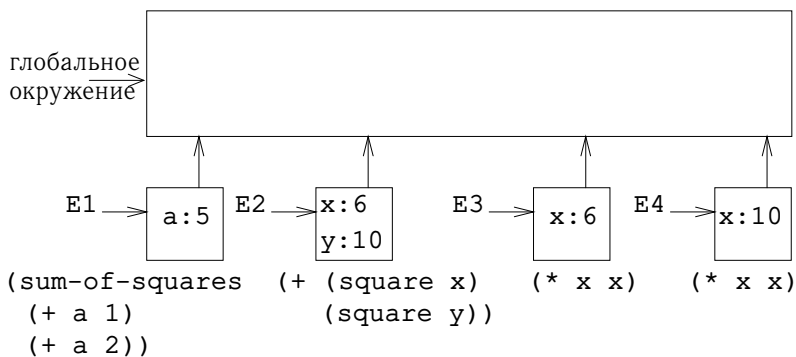 глобальное
окружение
E1
a:5
E2
x:6
y:10
E3
x:6
E4
x:10
(sum-of-squares
(+ a 1)
(+ a 2))
(+ (square x)
(square y))
(* x x)
(* x x)